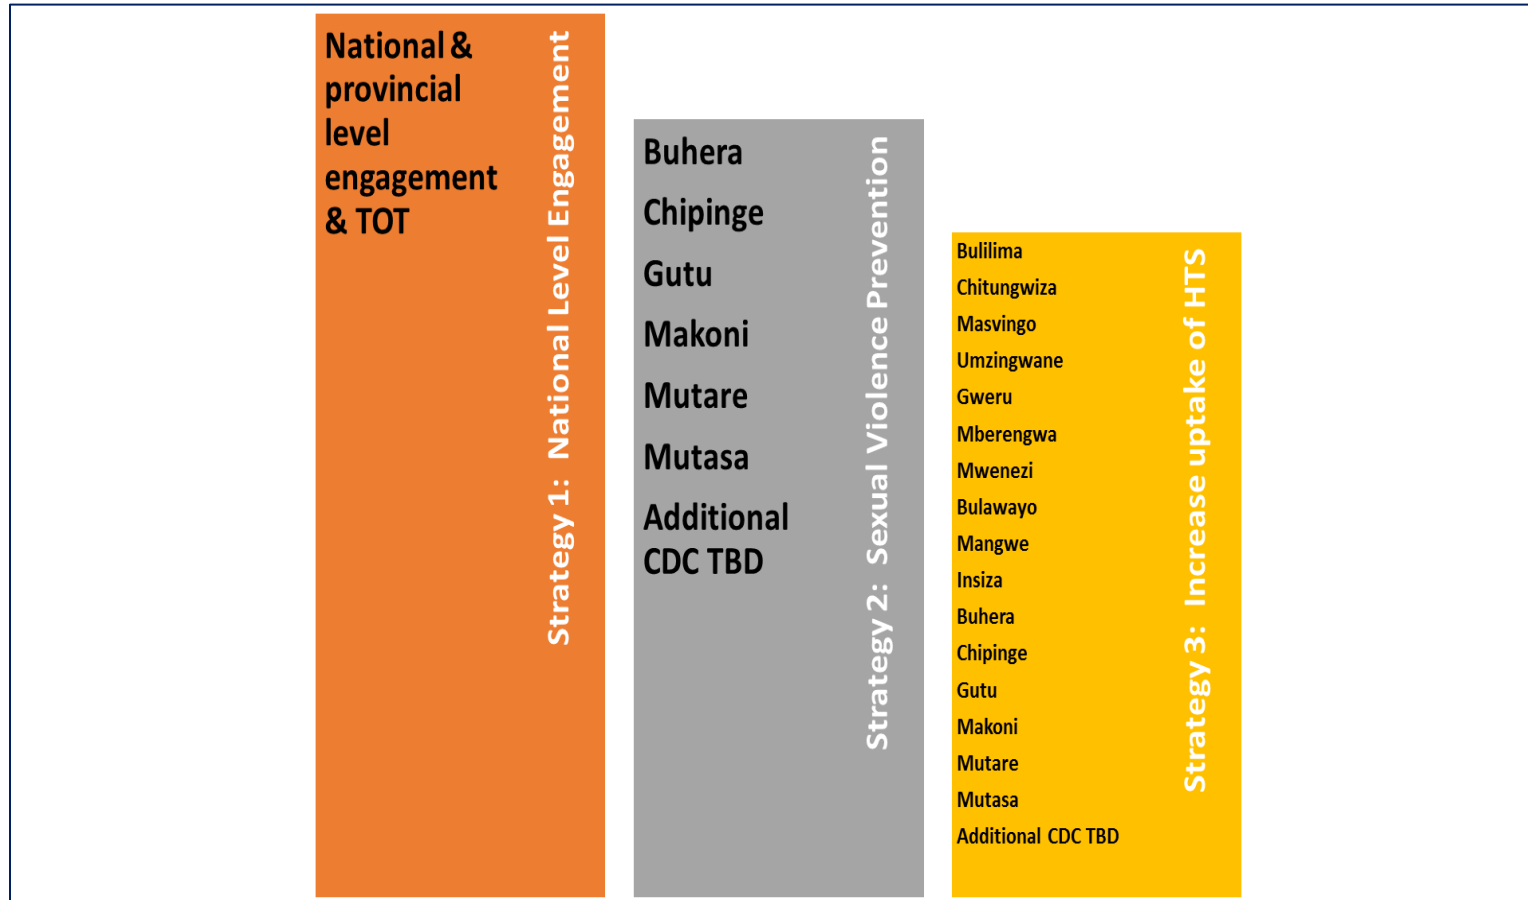 National &
provincial
level
engagement
& TOT
Strategy 1: National Level Engagement
Buhera
Chipinge
Gutu
Makoni
Mutare
Mutasa
Additional
CDC TBD
Strategy 2: Sexual Violence Prevention
Bulilima
Chitungwiza
Masvingo
Umzingwane
Gweru
Mberengwa
Mwenezi
Bulawayo
Mangwe
Insiza
Buhera
Chipinge
Gutu
Makoni
Mutare
Mutasa
Additional CDC TBD
Strategy 3: Increase uptake of HTS